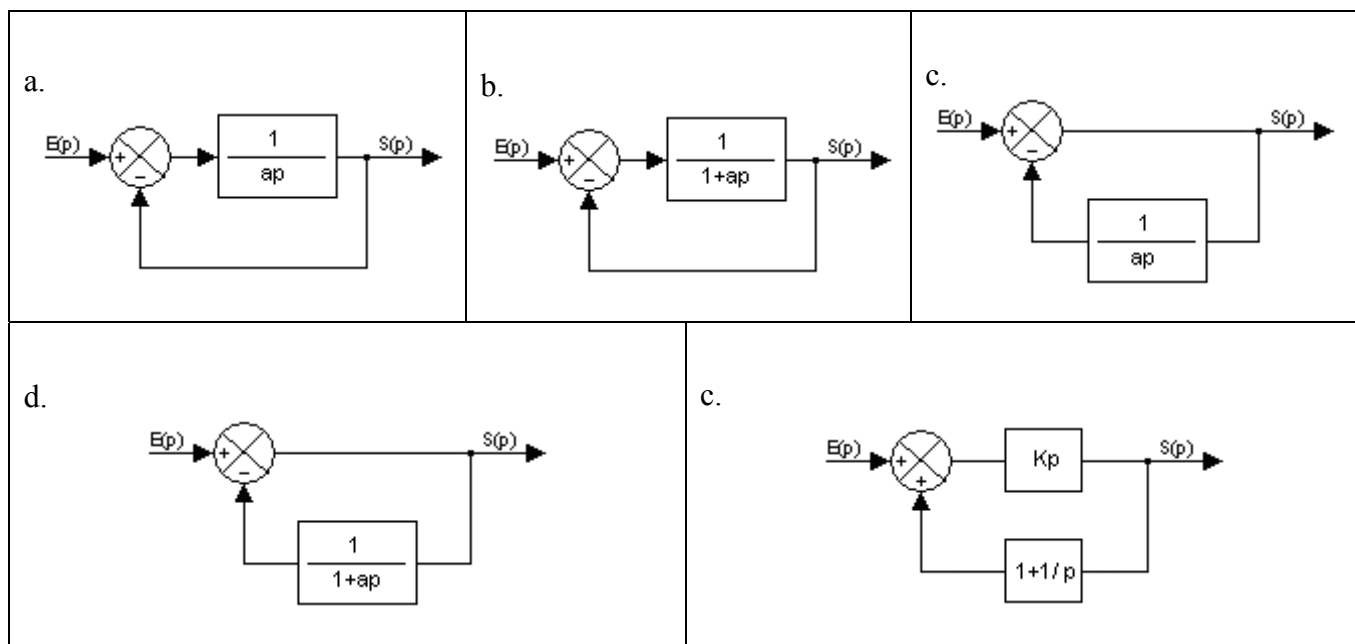 a.
E(p)
+
−
1
ap
S(p)
b.
E(p)
+
−
1
1+ap
S(p)
c.
E(p)
+
−
S(p)
1
ap
d.
E(p)
+
−
S(p)
1
1+ap
c.
E(p)
+
+
Kp
S(p)
1+1/p